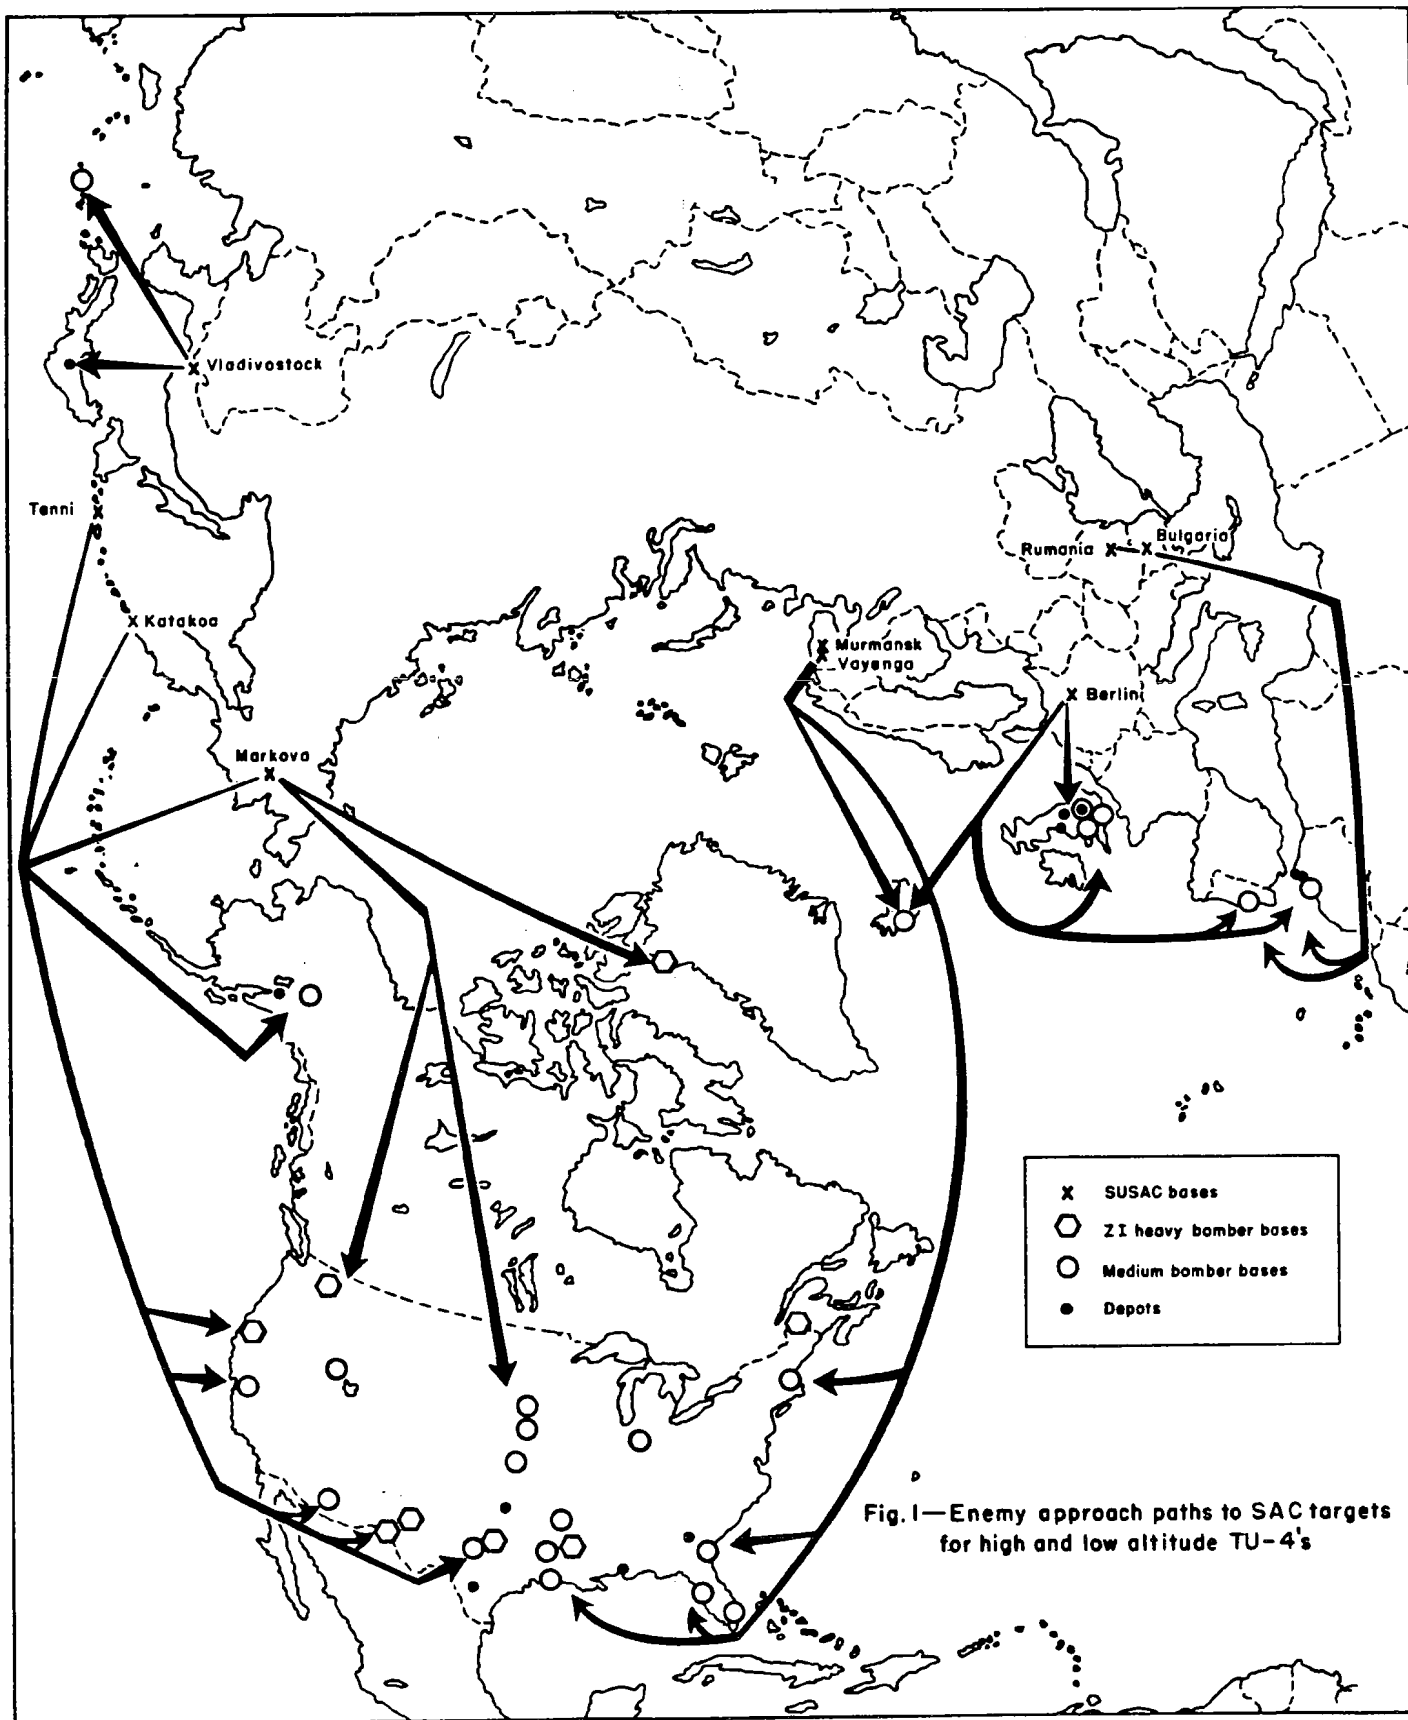 Vladivostock
Tenni
Katakoa
Rumania
Bulgaria
Murmansk
Vayenga
Berlin
Markova
x SUSAC bases
ZI heavy bomber bases
Medium bomber bases
Depots
Fig. 1—Enemy approach paths to SAC targets
for high and low altitude TU-4's